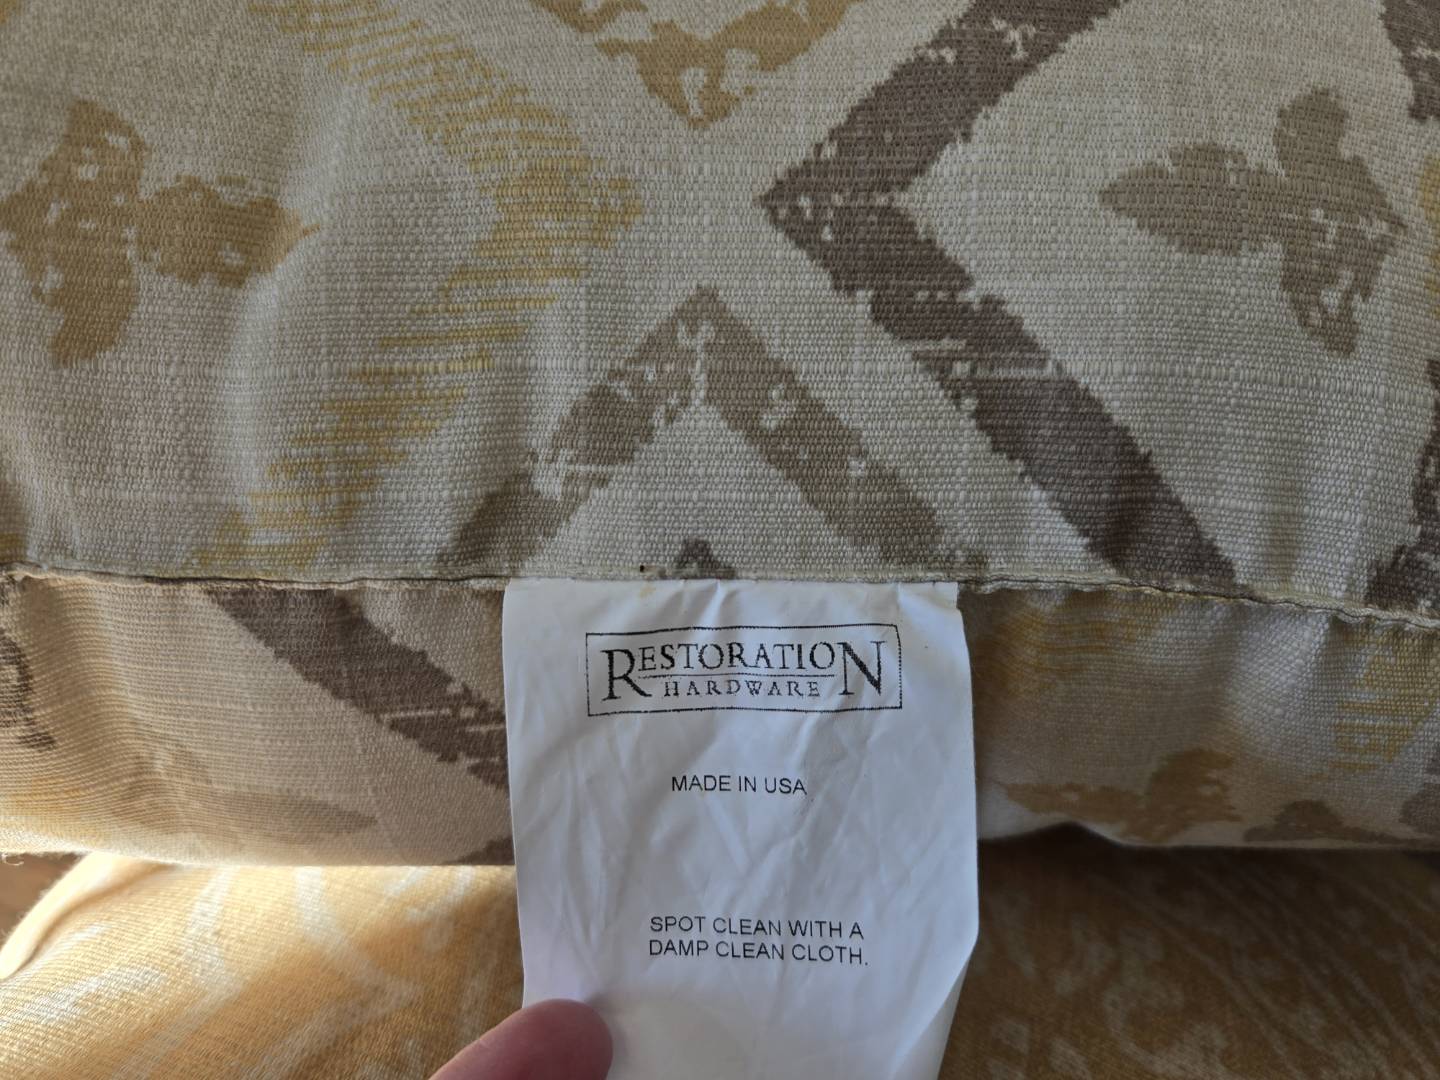 RESTORATION
HARDWARE
MADE IN USA
SPOT CLEAN WITH A
DAMP CLEAN CLOTH.